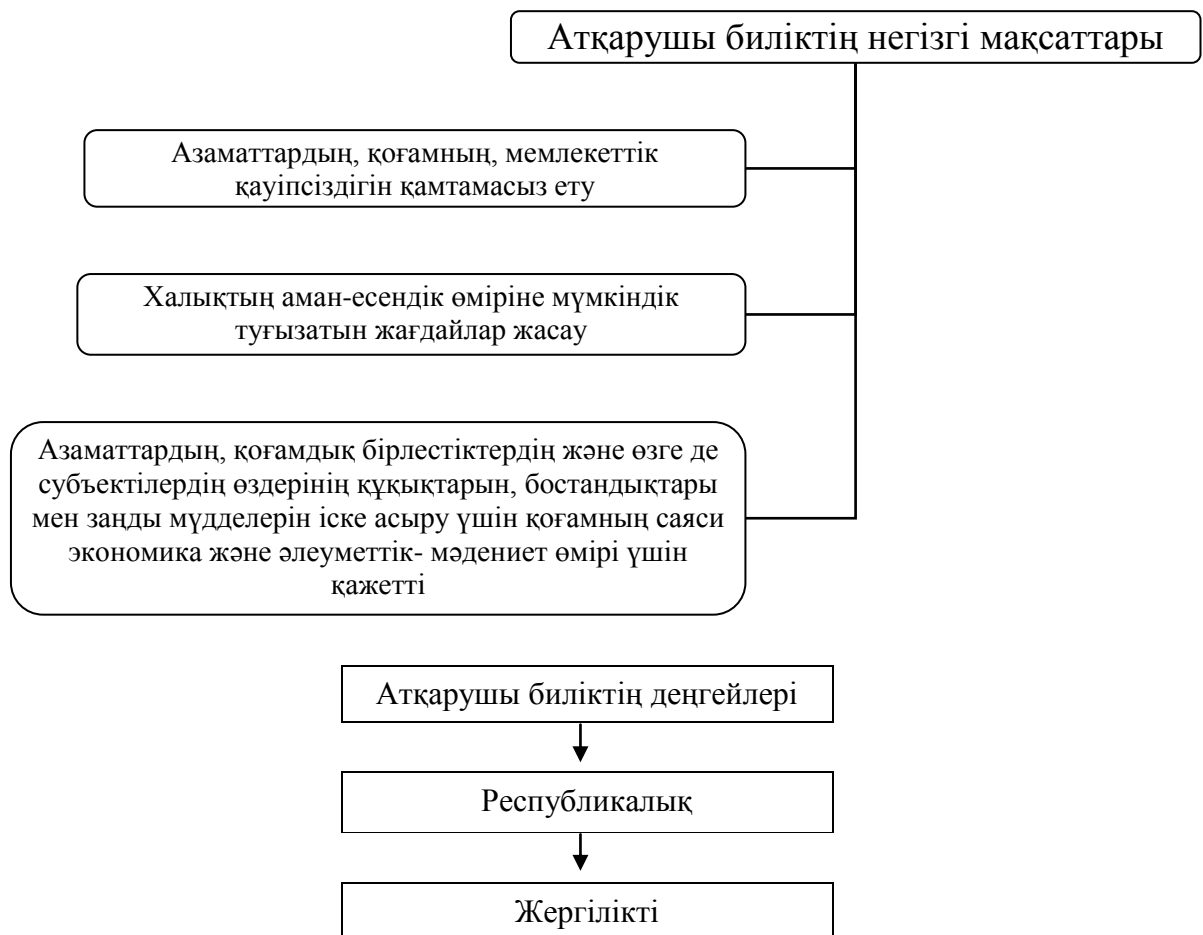 Атқарушы биліктің негізгі мақсаттары
Азаматтардың, қоғамның, мемлекеттік
қауіпсіздігін қамтамасыз ету
Халықтың аман-есендік өміріне мүмкіндік
туғызатын жағдайлар жасау
Азаматтардың, қоғамдық бірлестіктердің және өзге де
субъектілердің өздерінің құқықтарын, бостандықтары
мен заңды мүдделерін іске асыру үшін қоғамның саяси
экономика және әлеуметтік- мәдениет өмірі үшін
қажетті
Атқарушы биліктің деңгейлері
Республикалық
Жергілікті